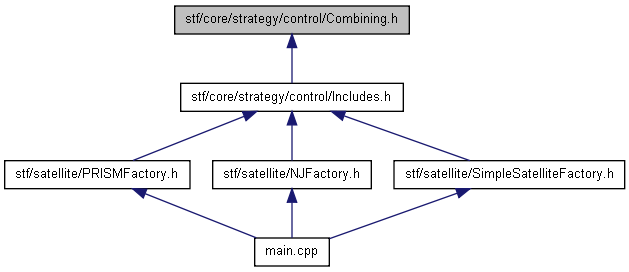 stf/core/strategy/control/Combining.h
stf/core/strategy/control/Includes.h
stf/satellite/PRISMFactory.h
stf/satellite/NJFactory.h
stf/satellite/SimpleSatelliteFactory.h
main.cpp